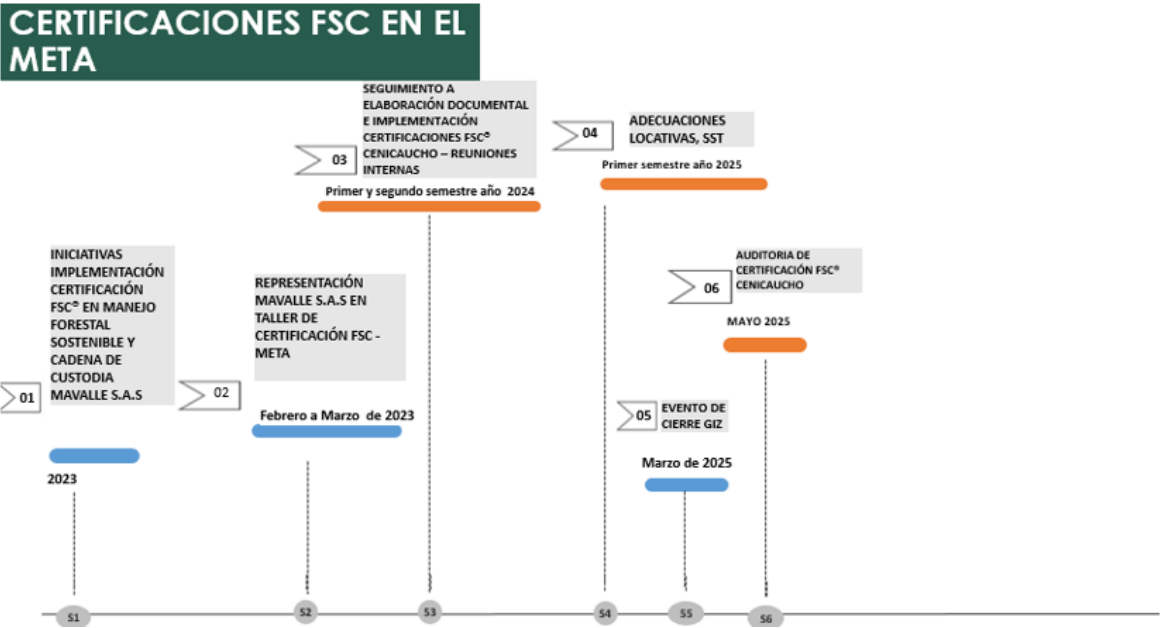 CERTIFICACIONES FSC EN EL
META
SEGUIMIENTO A
ELABORACIÓN DOCUMENTAL
E IMPLEMENTACIÓN
CERTIFICACIONES FSC®
CENICAUCHO – REUNIONES
INTERNAS
03
Primer y segundo semestre año 2024
04
ADECUACIONES
LOCATIVAS, SST
Primer semestre año 2025
INICIATIVAS
IMPLEMENTACIÓN
CERTIFICACIÓN
FSC® EN MANEJO
FORESTAL
SOSTENIBLE Y
CADENA DE
CUSTODIA
MAVALLE S.A.S
01
2023
02
REPRESENTACIÓN
MAVALLE S.A.S EN
TALLER DE
CERTIFICACIÓN FSC -
META
Febrero a Marzo de 2023
AUDITORIA DE
CERTIFICACIÓN FSC®
CENICAUCHO
06
MAYO 2025
05
EVENTO DE
CIERRE GIZ
Marzo de 2025
S1
S2
S3
S4
S5
S6